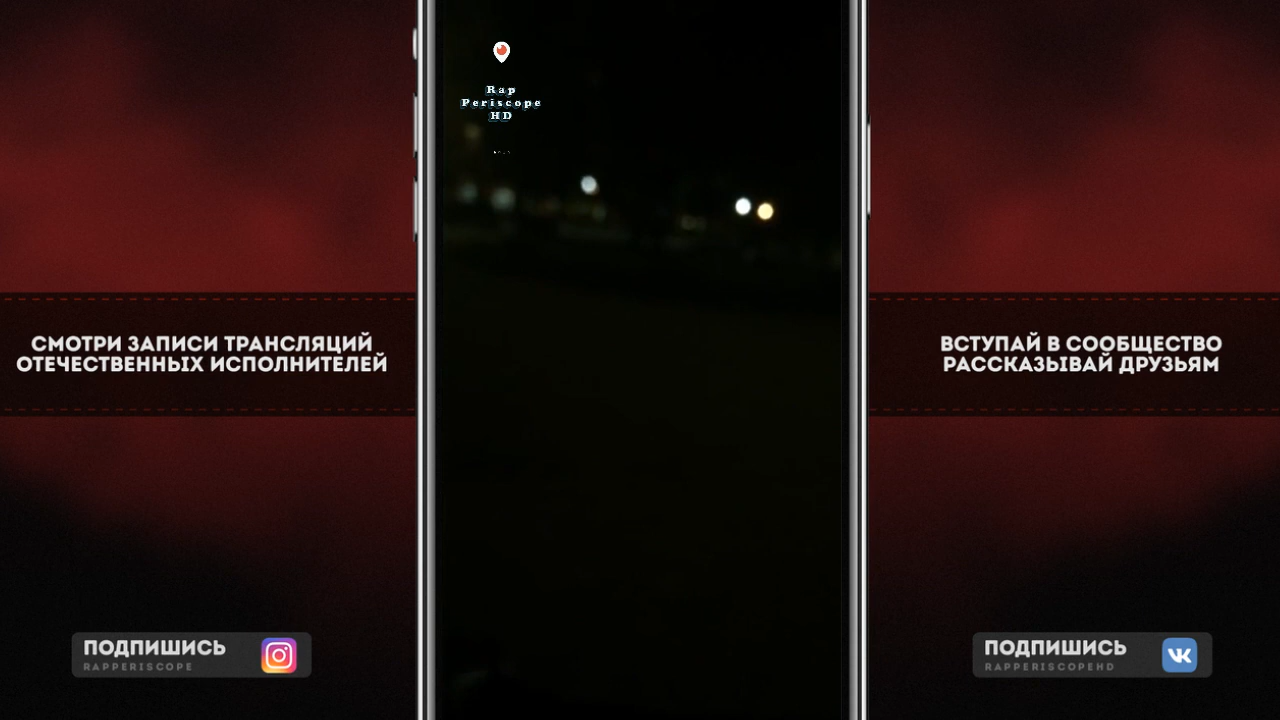 Rap
Periscope
HD
СМОТРИ ЗАПИСИ ТРАНСЛЯЦИЙ
ОТЕЧЕСТВЕННЫХ ИСПОЛНИТЕЛЕЙ
ВСТУПАЙ В СООБЩЕСТВО
РАССКАЗЫВАЙ ДРУЗЬЯМ
ПОДПИШИСЬ
RAPPERISCOPE
ПОДПИШИСЬ
RAPPERISCOPEHD